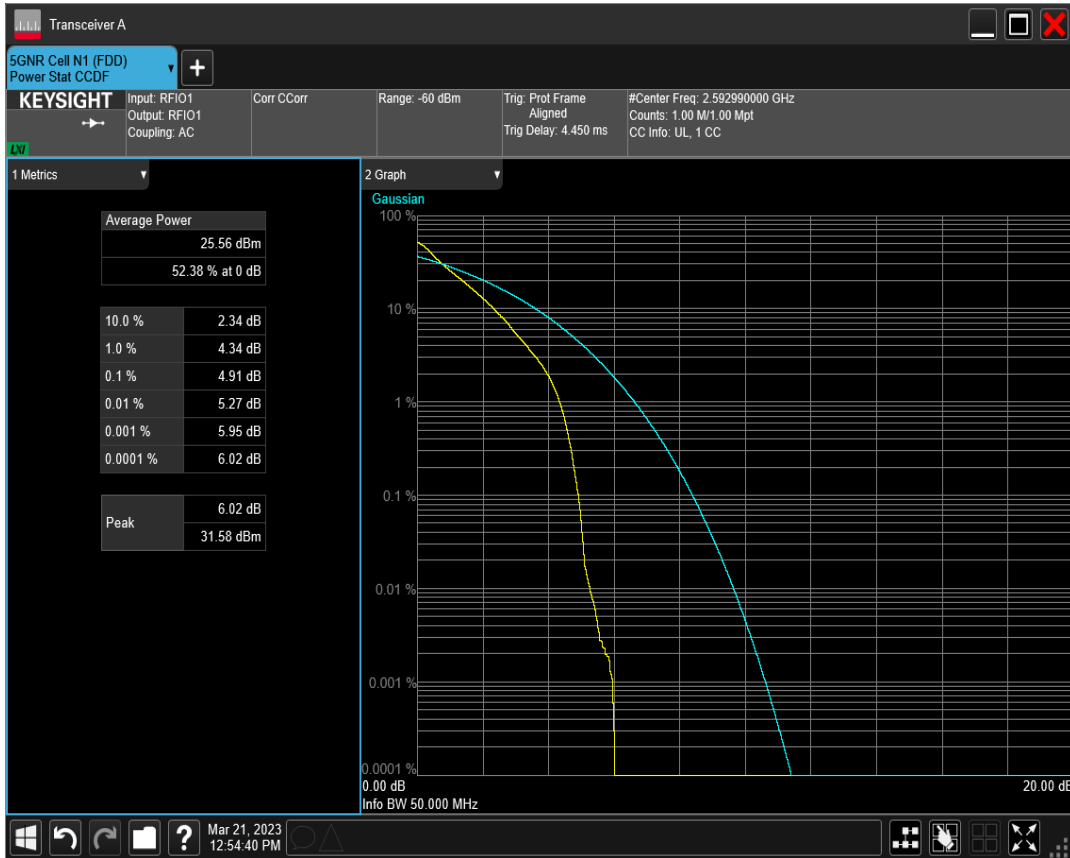 Transceiver A
5GNR Cell N1 (FDD)
Power Stat CCDF
+
KEYSIGHT
LXI
Input: RFIO1
Output: RFIO1
Coupling: AC
Corr CCorr
Range: -60 dBm
Trig: Prot Frame
Aligned
Trig Delay: 4.450 ms
#Center Freq: 2.592990000 GHz
Counts: 1.00 M/1.00 Mpt
CC Info: UL, 1 CC
1 Metrics
Average Power
25.56 dBm
52.38 % at 0 dB
10.0 % 2.34 dB
1.0 % 4.34 dB
0.1 % 4.91 dB
0.01 % 5.27 dB
0.001 % 5.95 dB
0.0001 % 6.02 dB
Peak
6.02 dB
31.58 dBm
2 Graph
Gaussian
100 %
10 %
1 %
0.1 %
0.01 %
0.001 %
0.0001 %
0.00 dB 20.00 dB
Info BW 50.000 MHz
?
Mar 21, 2023
12:54:40 PM